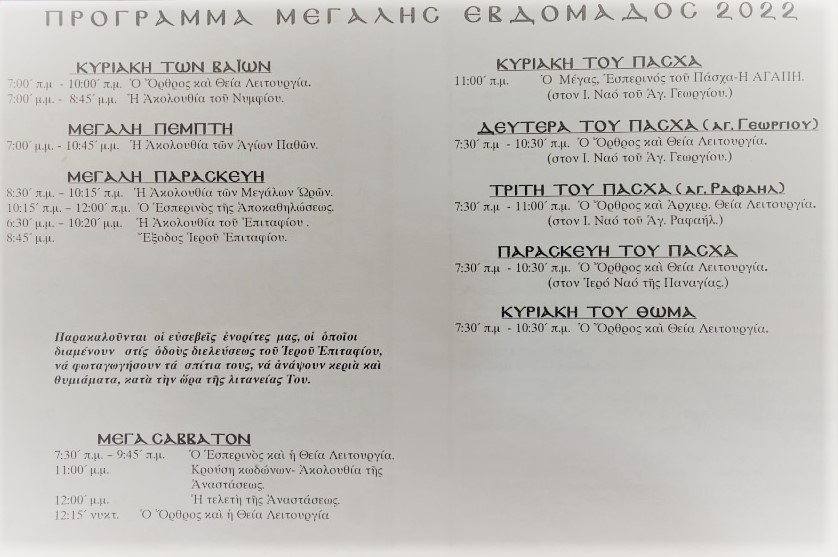 ΠΡΟΓΡΑΜΜΑ ΜΕΓΑΛΗΣ ΕΒΔΟΜΑΔΟΣ 2022
ΚΥΡΙΑΚΗ ΤΩΝ ΒΑΪΩΝ
7:00΄ π.μ - 10:00΄ π.μ. Ὁ Ὄρθρος καὶ Θεία Λειτουργία.
7:00΄ μ.μ. - 8:45΄ μ.μ. Ἡ Ἀκολουθία τοῦ Νυμφίου.
ΜΕΓΑΛΗ ΠΕΜΠΤΗ
7:00΄ μ.μ. - 10:45΄ μ.μ. Ἡ Ἀκολουθία τῶν Ἁγίων Παθῶν.
ΜΕΓΑΛΗ ΠΑΡΑΣΚΕΥΗ
8:30΄ π.μ. – 10:15΄ π.μ. Ἡ Ἀκολουθία τῶν Μεγάλων Ὡρῶν.
10:15΄ π.μ. – 12:00΄ π.μ. Ὁ Ἑσπερινὸς τῆς Ἀποκαθηλώσεως.
6:30΄ μ.μ. – 10:20΄ μ.μ. Ἡ Ἀκολουθία τοῦ Ἐπιταφίου .
8:45΄ μ.μ. Ἔξοδος Ἱεροῦ Ἐπιταφίου.
Παρακαλοῦνται οἱ εὐσεβεῖς ἐνορίτες μας, οἱ ὁποῖοι
διαμένουν στίς ὁδοὺς διελεύσεως τοῦ Ἱεροῦ Ἐπιταφίου,
νά φωταγωγήσουν τά σπίτια τους, νά ἀνάψουν κεριὰ καὶ
θυμιάματα, κατὰ τὴν ὥρα τῆς λιτανείας Του.
ΜΕΓΑ ΣΑΒΒΑΤΟΝ
7:30΄ π.μ. – 9:45΄ π.μ. Ὁ Ἑσπερινὸς καὶ ἡ Θεία Λειτουργία.
11:00΄ μ.μ. Κρούση κωδώνων- Ἀκολουθία τῆς
Ἀναστάσεως.
12:00΄ μ.μ. Ἡ τελετὴ τῆς Ἀναστάσεως.
12:15΄ νυκτ. Ὁ Ὄρθρος καὶ ἡ Θεία Λειτουργία
ΚΥΡΙΑΚΗ ΤΟΥ ΠΑΣΧΑ
11:00΄ π.μ. Ὁ Μέγας, Ἑσπερινός τοῦ Πάσχα-Η ΑΓΑΠΗ.
(στον Ι. Ναό τοῦ Ἁγ. Γεωργίου.)
ΔΕΥΤΕΡΑ ΤΟΥ ΠΑΣΧΑ (ΑΓ. ΓΕΩΡΓΙΟΥ)
7:30΄ π.μ - 10:30΄ π.μ. Ὁ Ὄρθρος καὶ Θεία Λειτουργία.
(στον Ι. Ναό τοῦ Ἁγ. Γεωργίου.)
ΤΡΙΤΗ ΤΟΥ ΠΑΣΧΑ (ΑΓ. ΡΑΦΑΗΛ)
7:30΄ π.μ - 11:00΄ π.μ. Ὁ Ὄρθρος καὶ Ἀρχιερ. Θεία Λειτουργία.
(στον Ι. Ναό τοῦ Ἁγ. Ραφαήλ.)
ΠΑΡΑΣΚΕΥΗ ΤΟΥ ΠΑΣΧΑ
7:30΄ π.μ - 10:30΄ π.μ. Ὁ Ὄρθρος καὶ Θεία Λειτουργία.
(στον Ἱερό Ναό τῆς Παναγίας.)
ΚΥΡΙΑΚΗ ΤΟΥ ΘΩΜΑ
7:30΄ π.μ - 10:30΄ π.μ. Ὁ Ὄρθρος καὶ Θεία Λειτουργία.